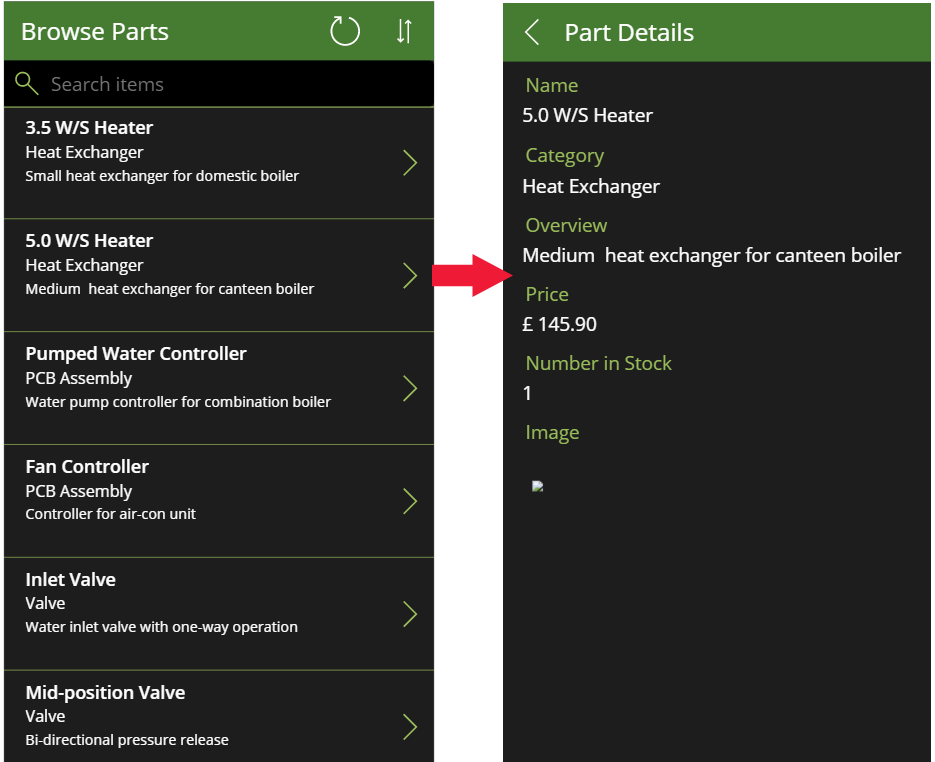 Browse Parts
Search items
3.5 W/S Heater
Heat Exchanger
Small heat exchanger for domestic boiler
5.0 W/S Heater
Heat Exchanger
Medium  heat exchanger for canteen boiler
Pumped Water Controller
PCB Assembly
Water pump controller for combination boiler
Fan Controller
PCB Assembly
Controller for air-con unit
Inlet Valve
Valve
Water inlet valve with one-way operation
Mid-position Valve
Valve
Bi-directional pressure release
Part Details
Name
5.0 W/S Heater
Category
Heat Exchanger
Overview
Medium  heat exchanger for canteen boiler
Price
£ 145.90
Number in Stock
1
Image